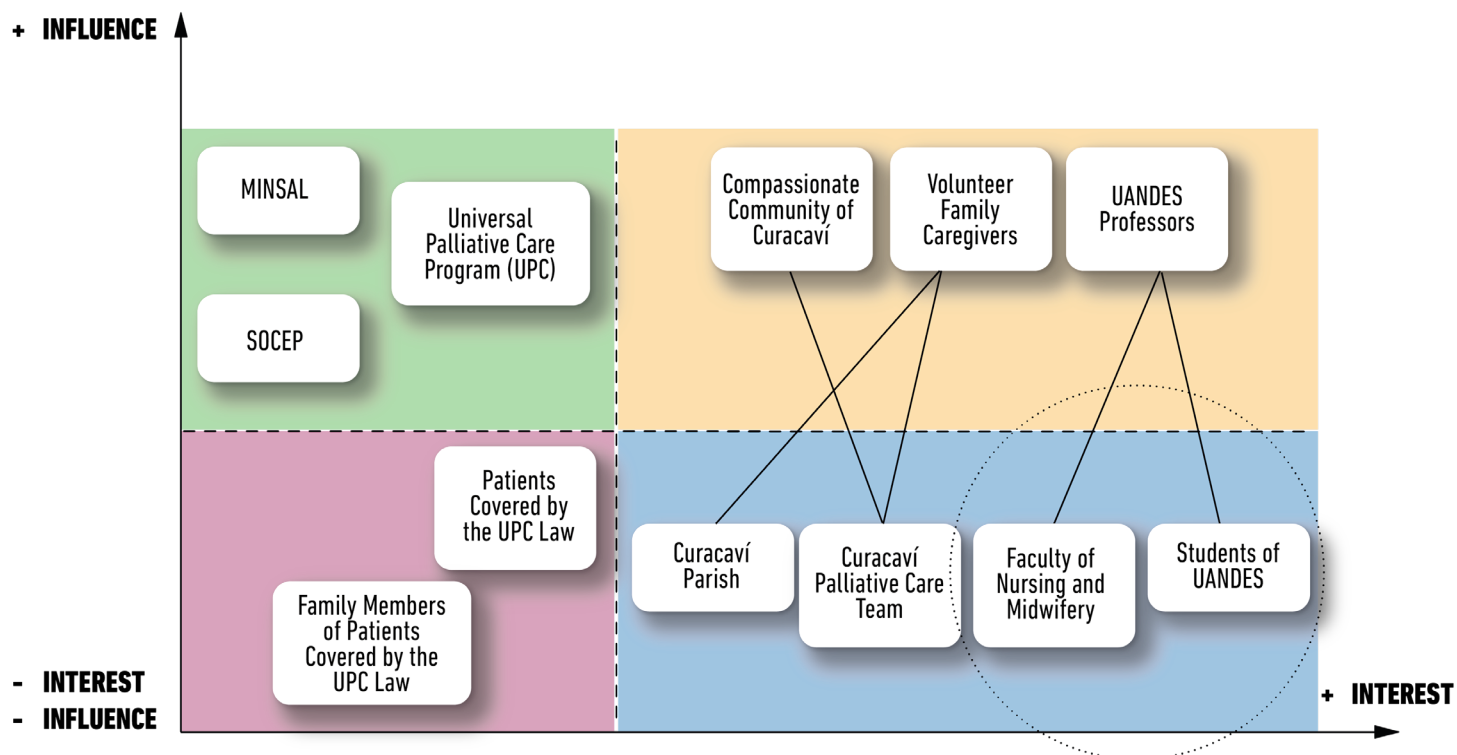 + INFLUENCE
MINSAL
Universal
Palliative Care
Program (UPC)
SOCEP
Compassionate
Community of
Curacaví
Volunteer
Family
Caregivers
UANDES
Professors
Patients
Covered by
the UPC Law
Family Members
of Patients
Covered by the
UPC Law
Curacaví
Parish
Curacaví
Palliative Care
Team
Faculty of
Nursing and
Midwifery
Students of
UANDES
- INTEREST
- INFLUENCE
+ INTEREST